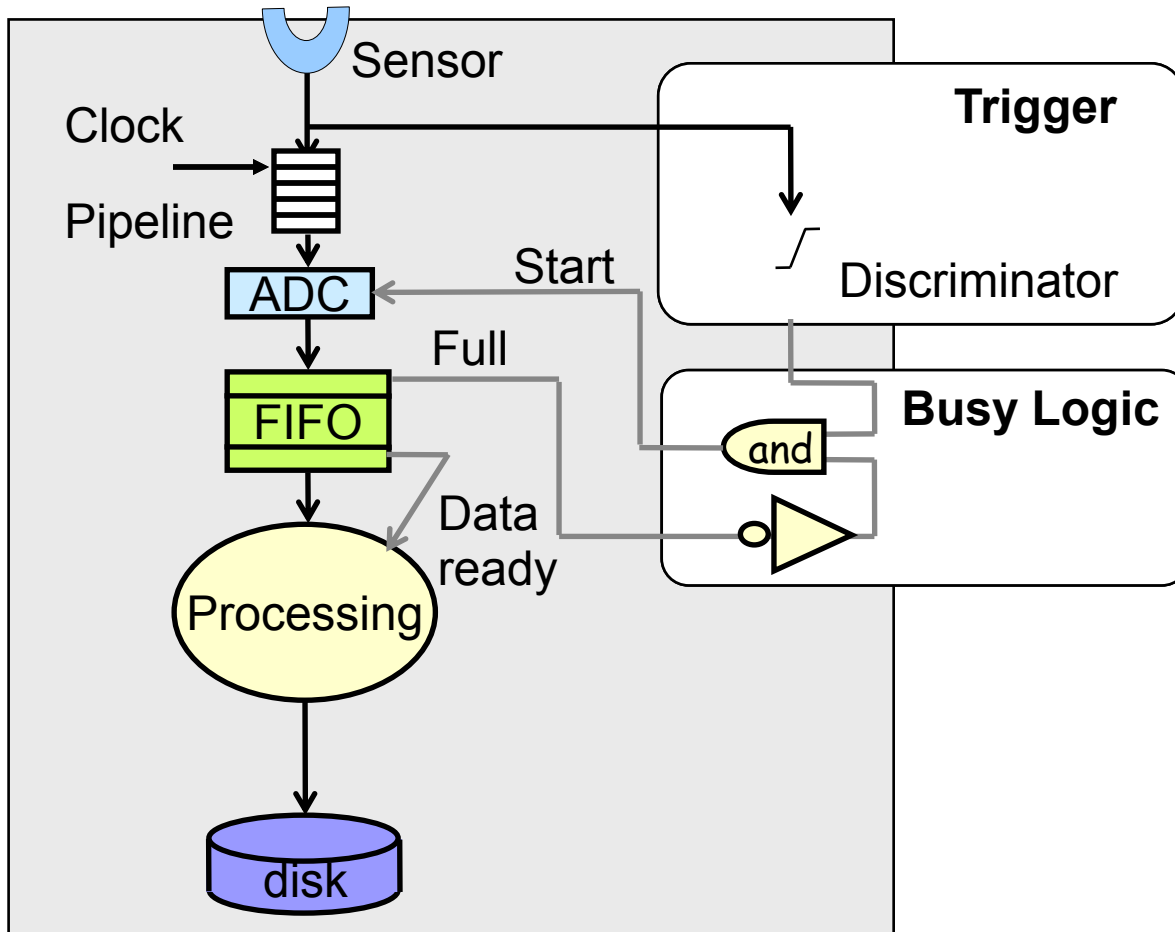 Sensor
Trigger
Clock
Pipeline
Start
ADC
Discriminator
Full
FIFO
Busy Logic
and
Data
ready
Processing
disk